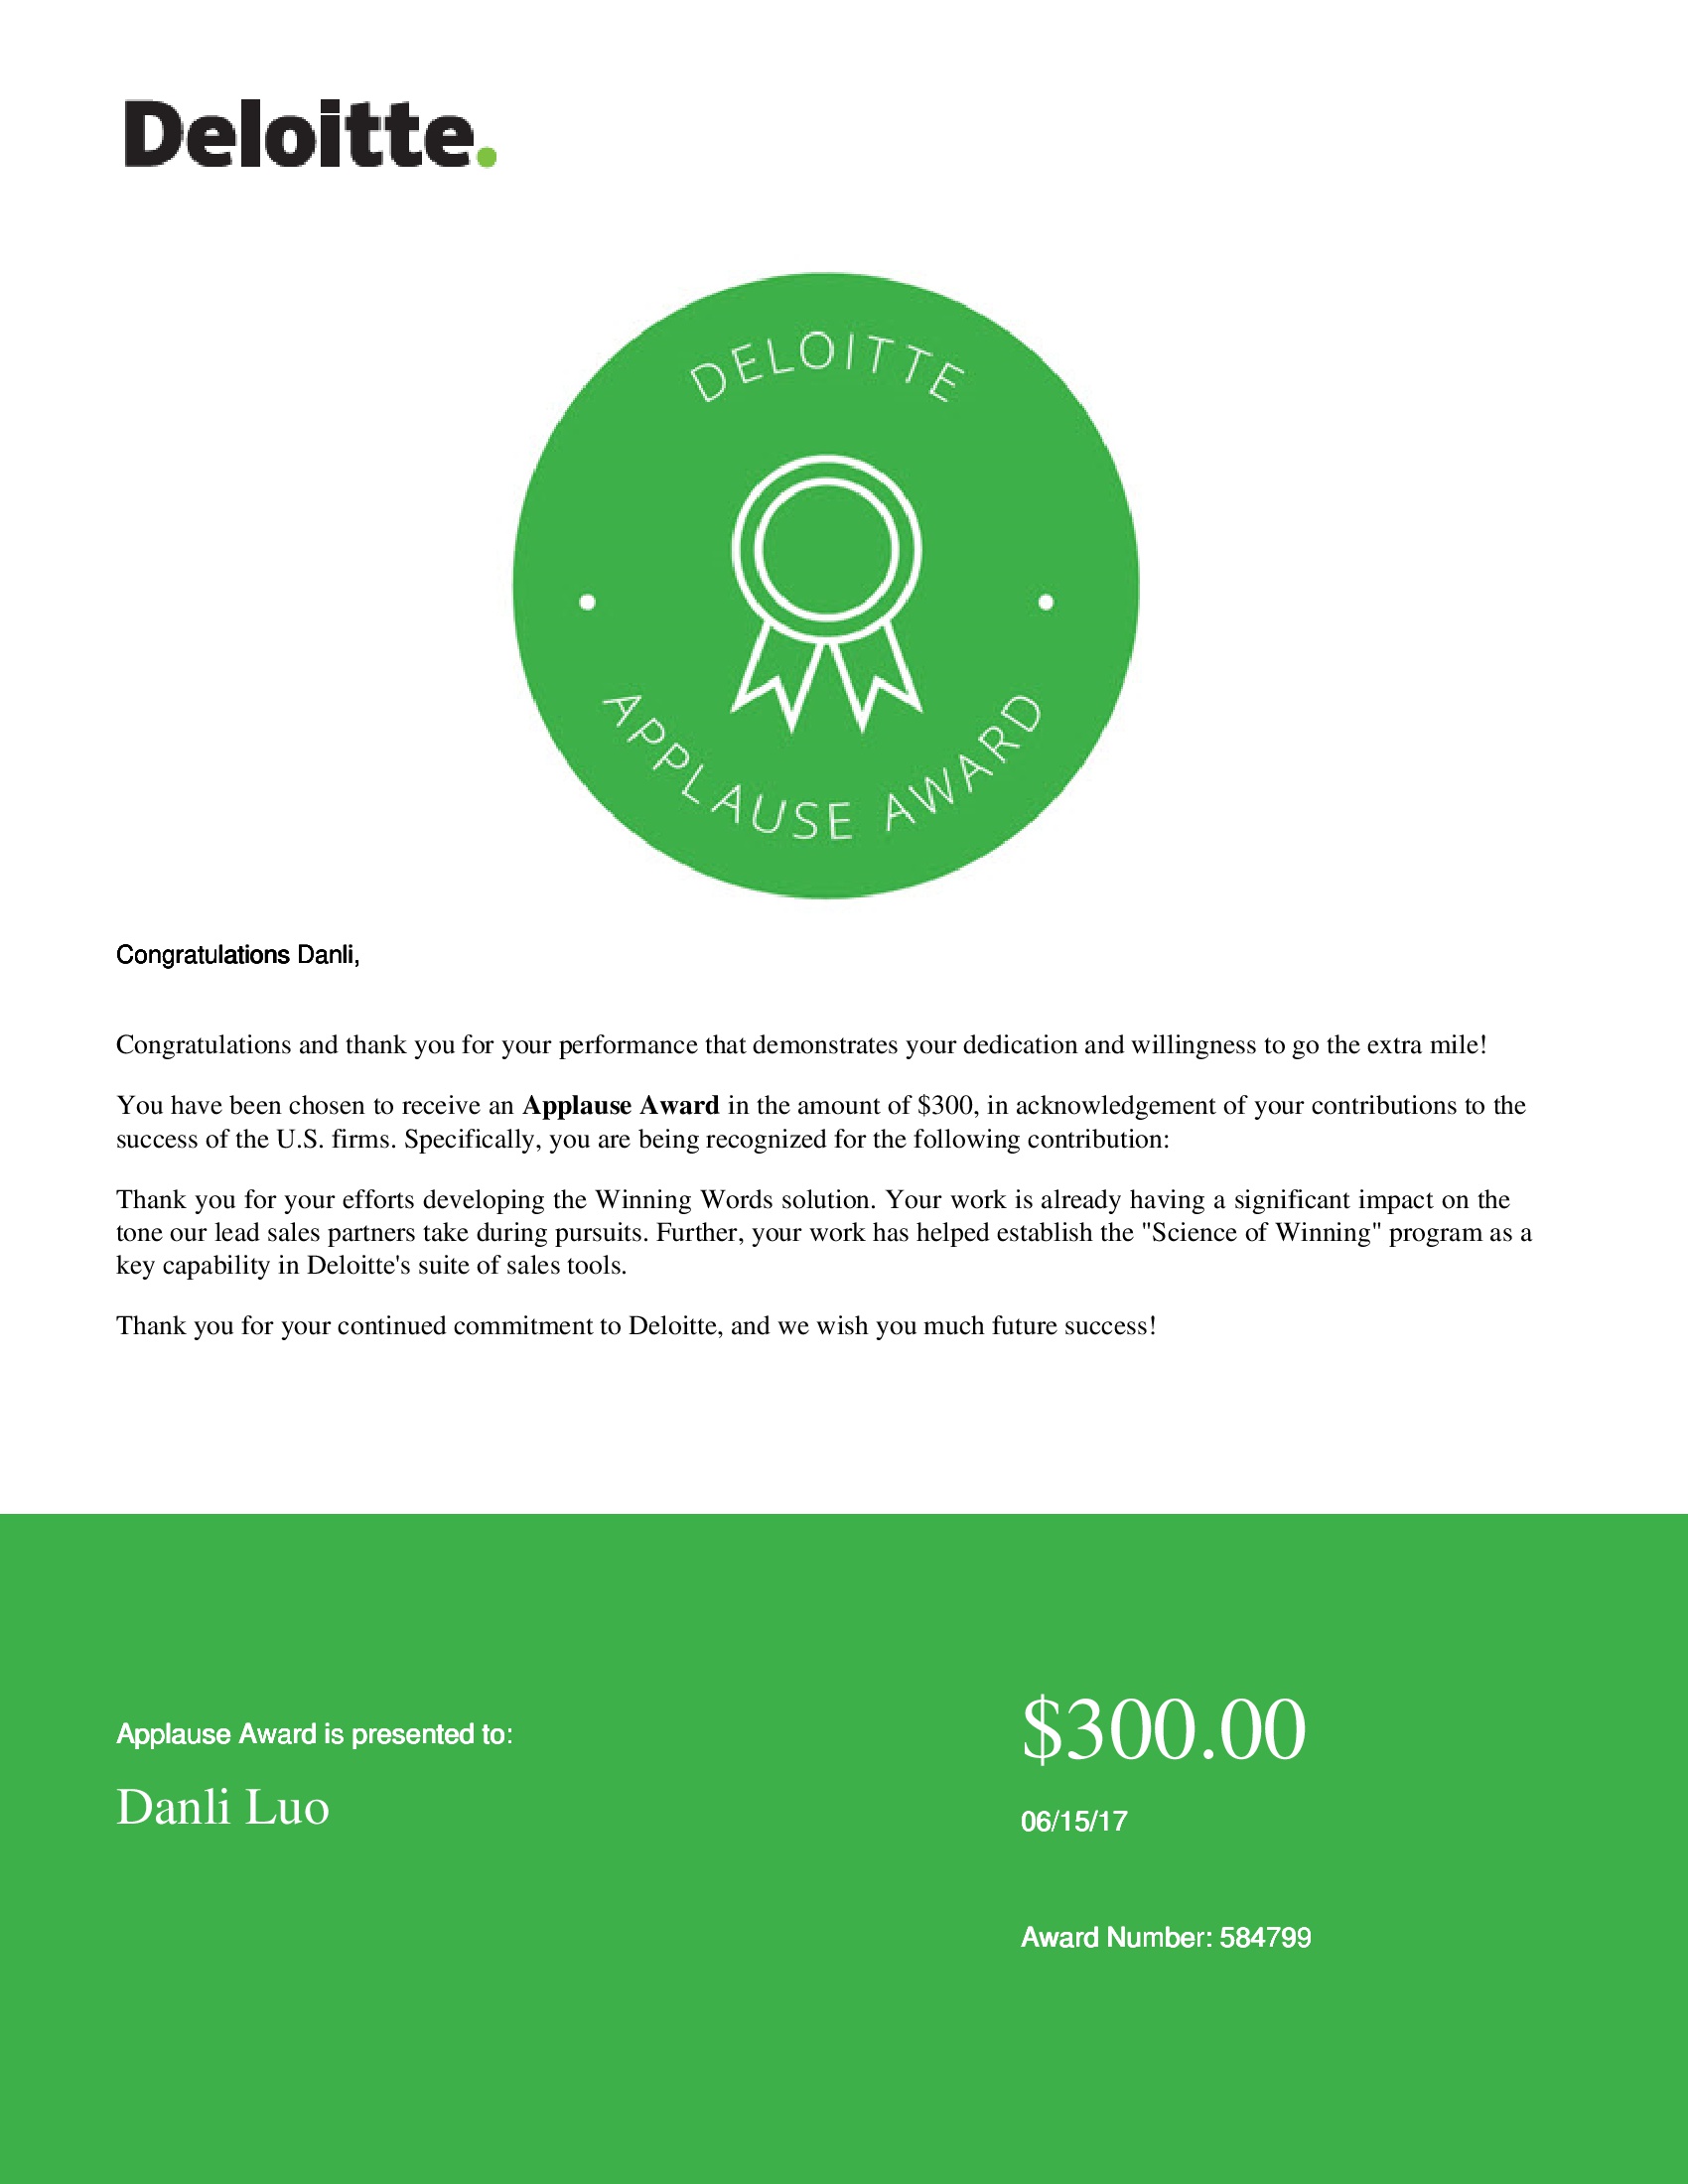 Deloitte.
DELOITTE
APPLAUSE AWARD
Congratulations Danli,
Congratulations and thank you for your performance that demonstrates your dedication and willingness to go the extra mile!
You have been chosen to receive an Applause Award in the amount of $300, in acknowledgement of your contributions to the
success of the U.S. firms. Specifically, you are being recognized for the following contribution:
Thank you for your efforts developing the Winning Words solution. Your work is already having a significant impact on the
tone our lead sales partners take during pursuits. Further, your work has helped establish the "Science of Winning" program as a
key capability in Deloitte's suite of sales tools.
Thank you for your continued commitment to Deloitte, and we wish you much future success!
Applause Award is presented to:
Danli Luo
$300.00
06/15/17
Award Number: 584799